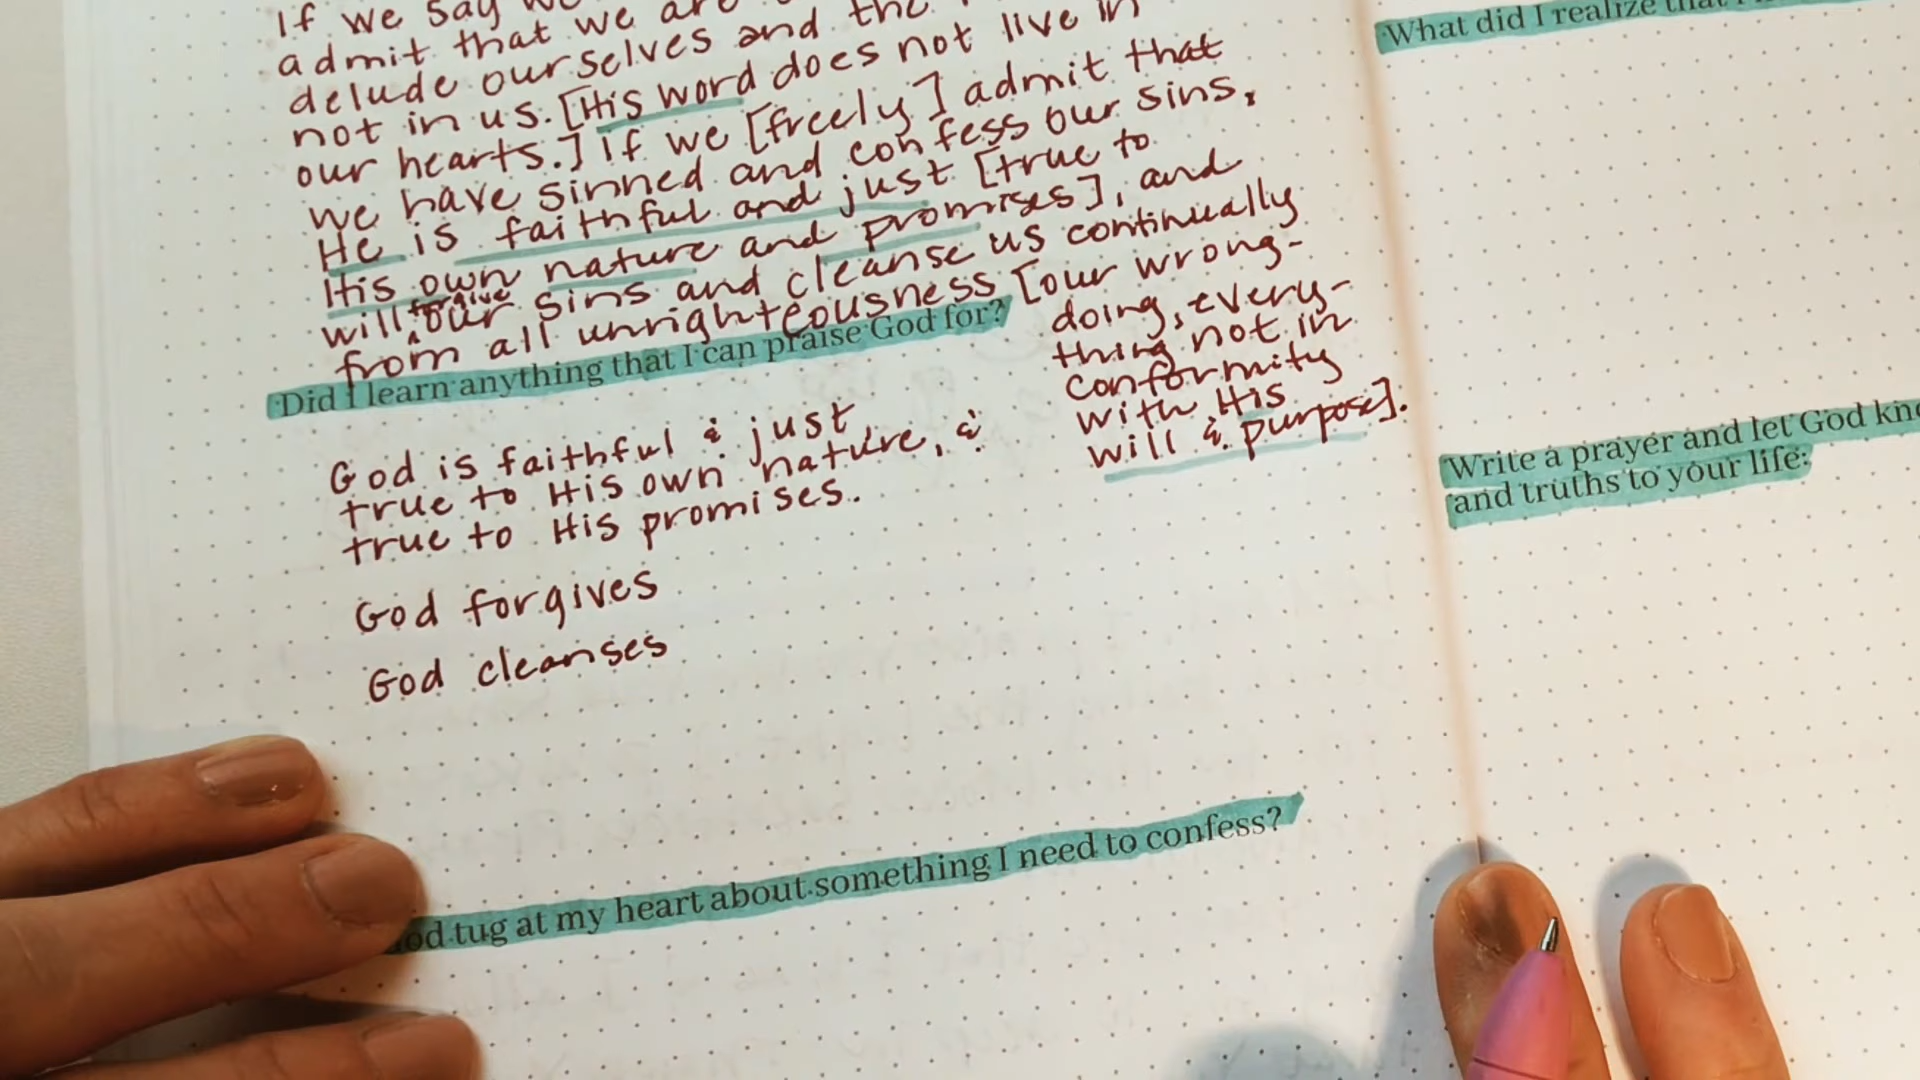 If we say we
admit that we are
delude ourselves and the
not in us. [His word does not live in
our hearts.] If we [freely] admit that
we have sinned and confess our sins,
He is faithful and just [true to
His own nature and promises], and
will forgive our sins and cleanse us continually
from all unrighteousness [our wrong-
doing, every-
thing not in
conformity
with His
will & purpose].
Did I learn anything that I can praise God for?
God is faithful & just
true to His own nature, &
true to His promises.
God forgives
God cleanses
God tug at my heart about something I need to confess?
What did I realize that I
Write a prayer and let God kno
and truths to your life: